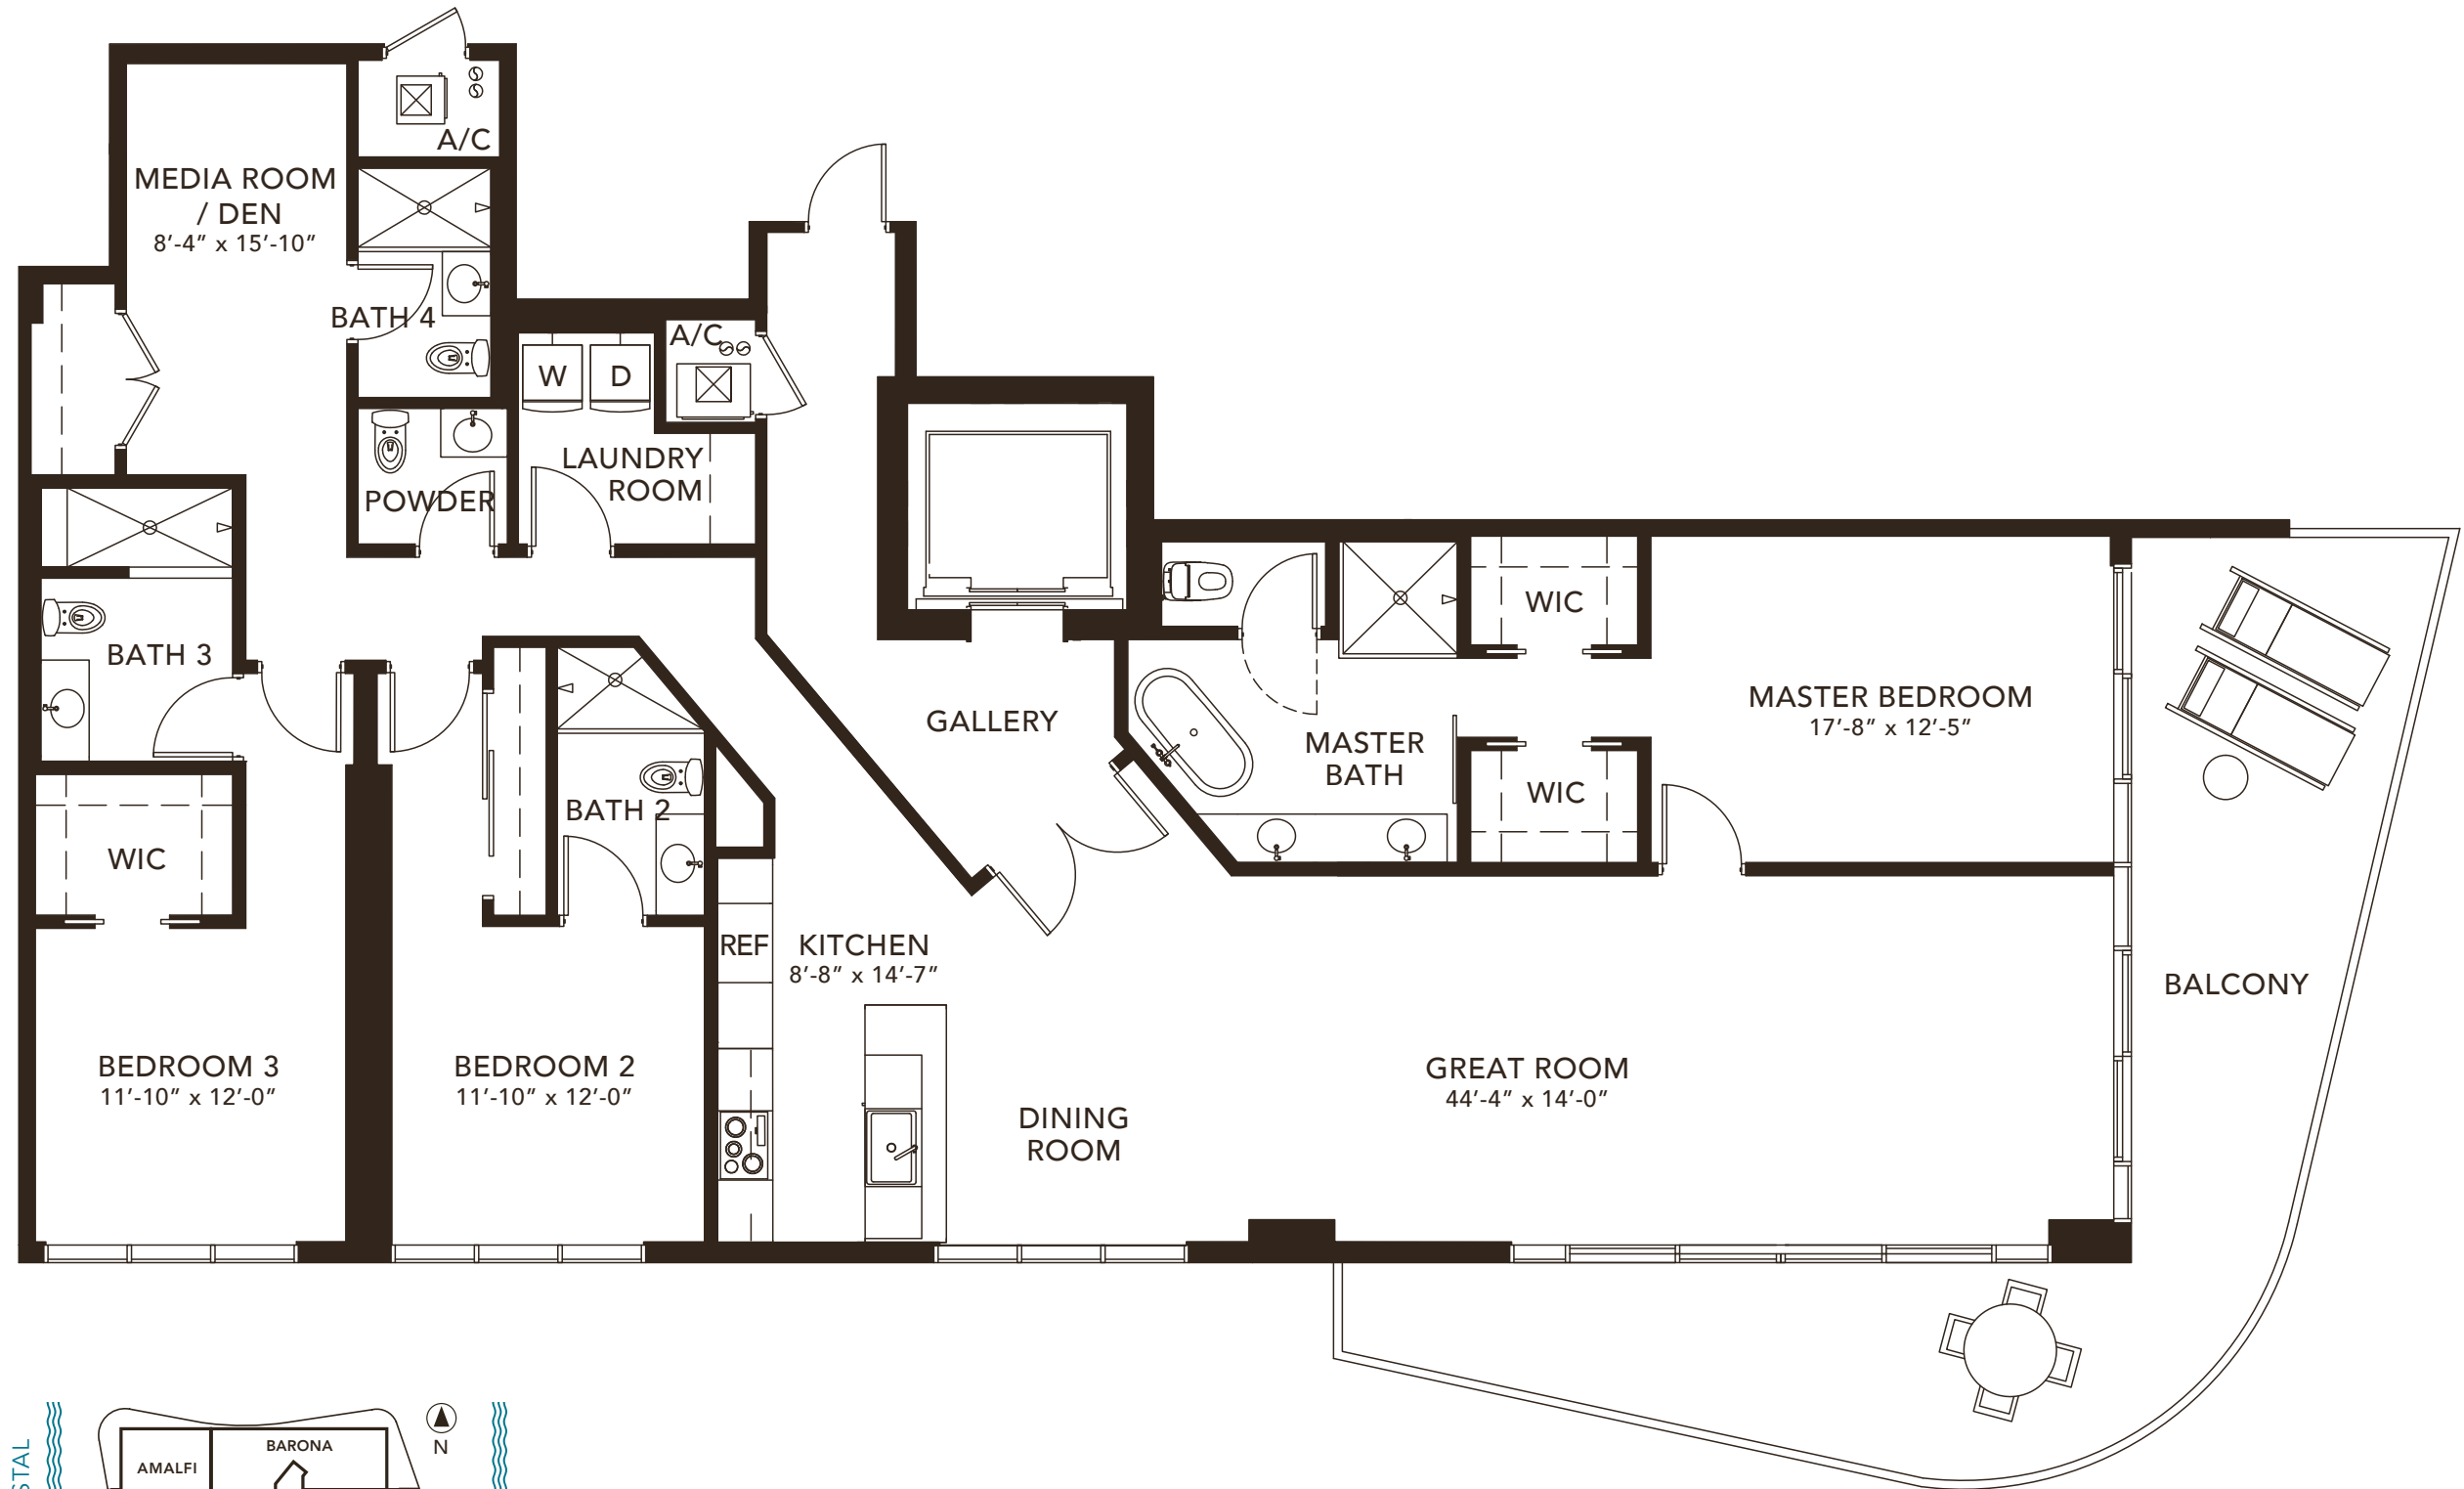 A/C
MEDIA ROOM
/ DEN
8'-4" x 15'-10"
BATH 4
A/C
W
D
LAUNDRY
ROOM
POWDER
BATH 3
WIC
BATH 2
GALLERY
MASTER
BATH
WIC
WIC
MASTER BEDROOM
17'-8" x 12'-5"
REF
KITCHEN
8'-8" x 14'-7"
BALCONY
BEDROOM 3
11'-10" x 12'-0"
BEDROOM 2
11'-10" x 12'-0"
DINING
ROOM
GREAT ROOM
44'-4" x 14'-0"
N
BARONA
AMALFI